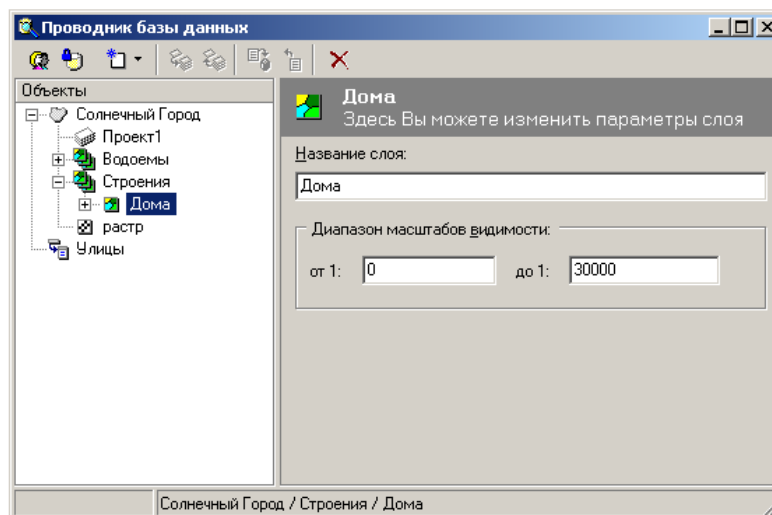 Проводник базы данных
Объекты
Солнечный Город
Проект1
Водоемы
Строения
Дома
растр
Улицы
Дома
Здесь Вы можете изменить параметры слоя
Название слоя:
Дома
Диапазон масштабов видимости:
от 1: 0 до 1: 30000
Солнечный Город / Строения / Дома